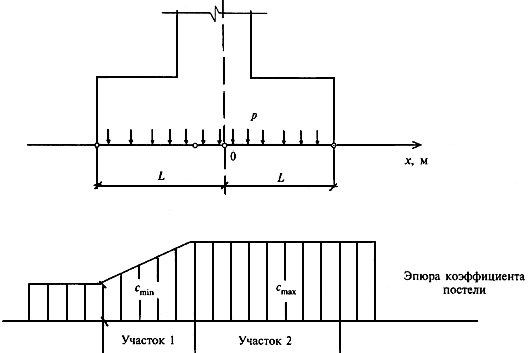 p
0
x, м
L L
Эпюра коэффициента
постели
c_min c_max
Участок 1 Участок 2